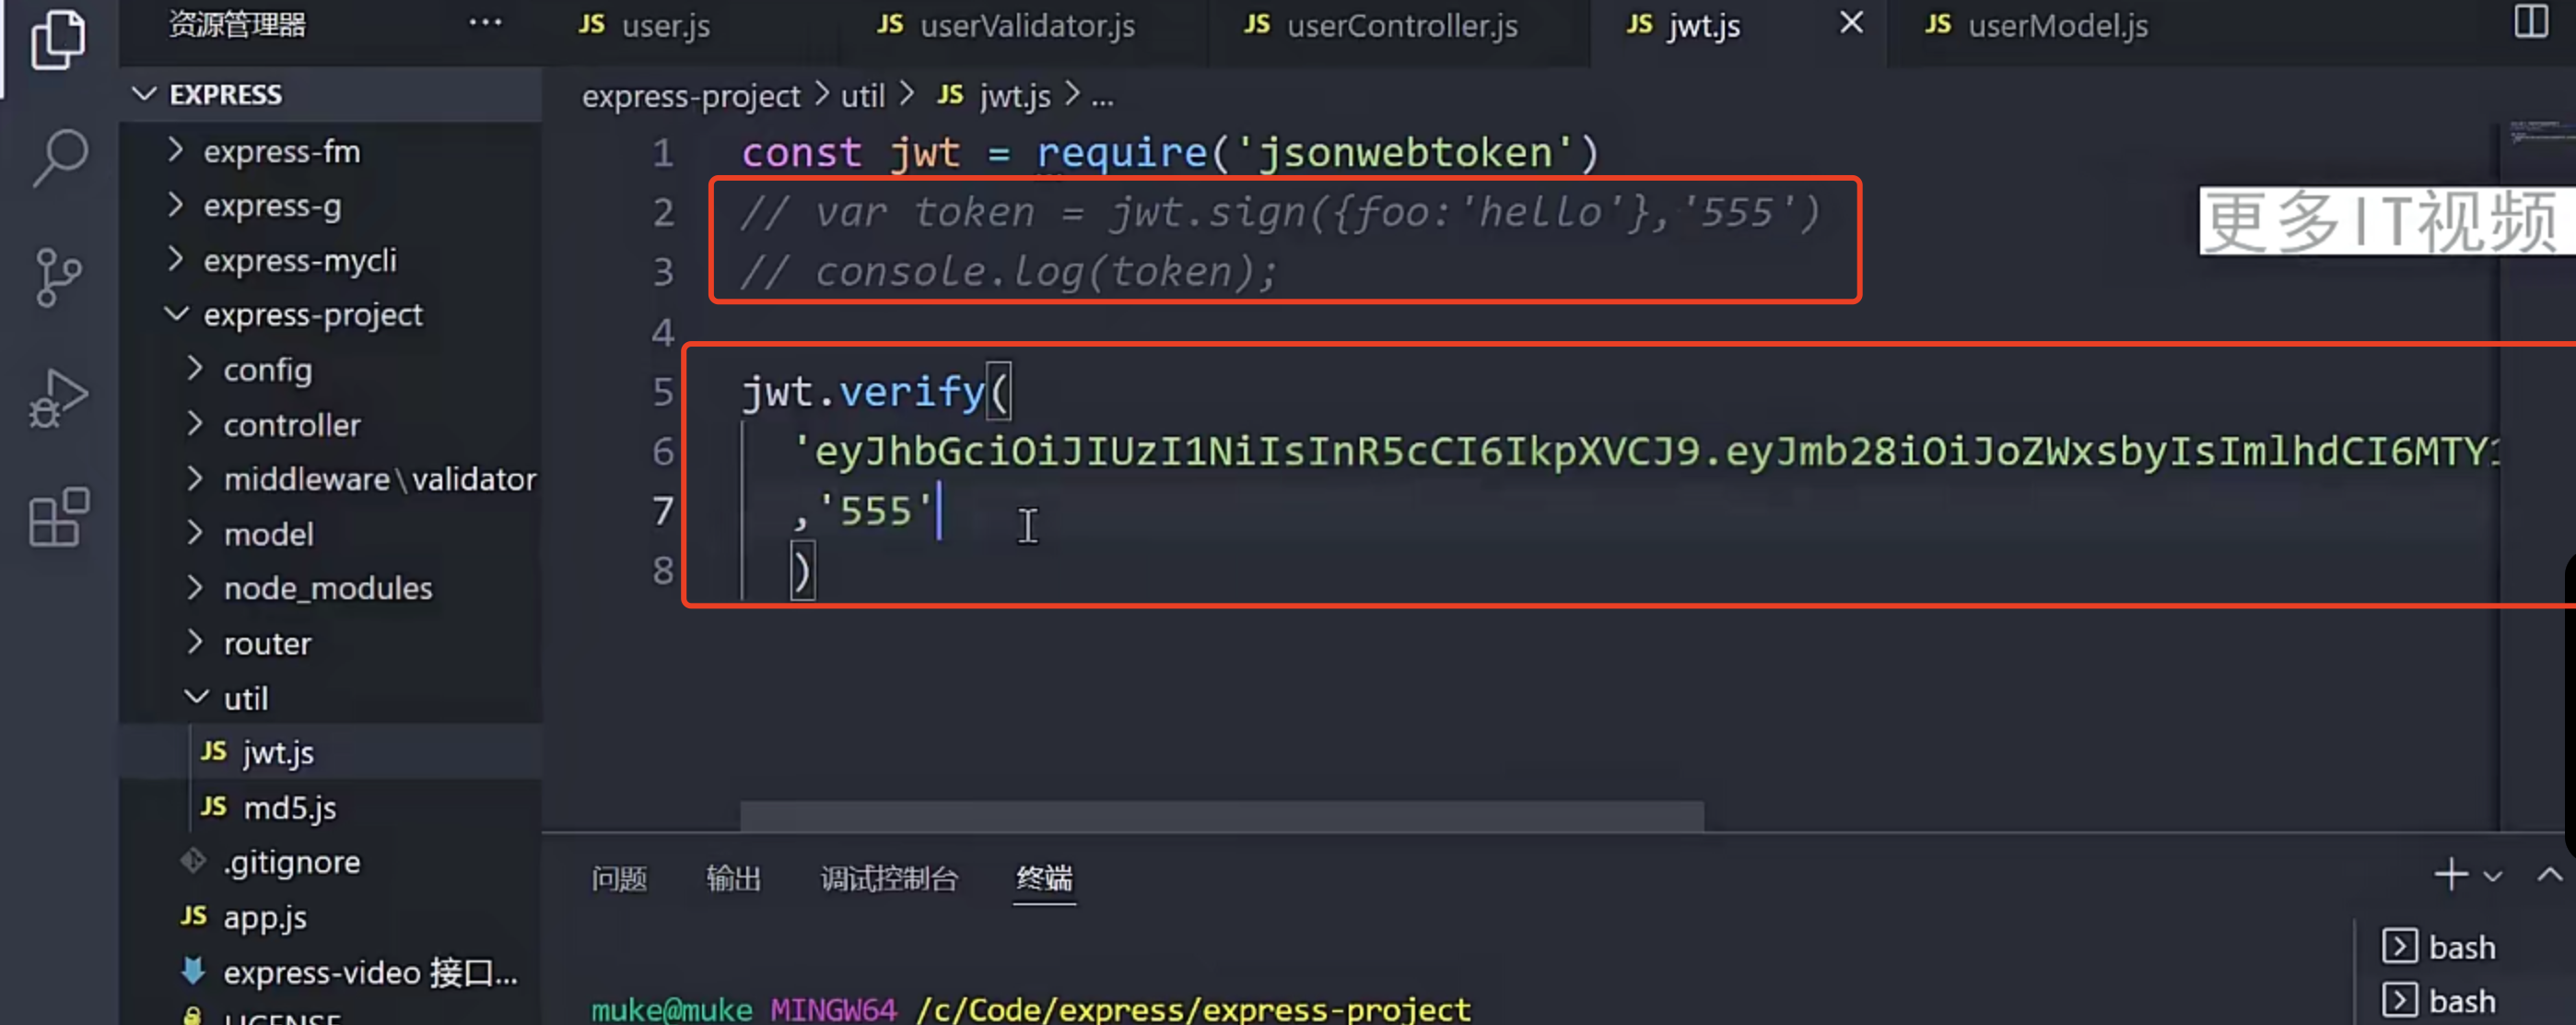 资源管理器 ...
JS user.js JS userValidator.js JS userController.js JS jwt.js JS userModel.js
EXPRESS
express-fm
express-g
express-mycli
express-project
config
controller
middleware\validator
model
node_modules
router
util
JS jwt.js
JS md5.js
.gitignore
JS app.js
express-video 接口...
LICENSE
express-project > util > JS jwt.js > ...
1 const jwt = require('jsonwebtoken')
2 // var token = jwt.sign({foo:'hello'},'555')
3 // console.log(token);
4
5 jwt.verify(
6 'eyJhbGciOiJIUzI1NiIsInR5cCI6IkpXVCJ9.eyJmb28iOiJoZWxsbyIsImlhdCI6MTY1
7 ,'555'
8 )
更多IT视频
问题 输出 调试控制台 终端
muke@muke MINGW64 /c/Code/express/express-project
bash
bash